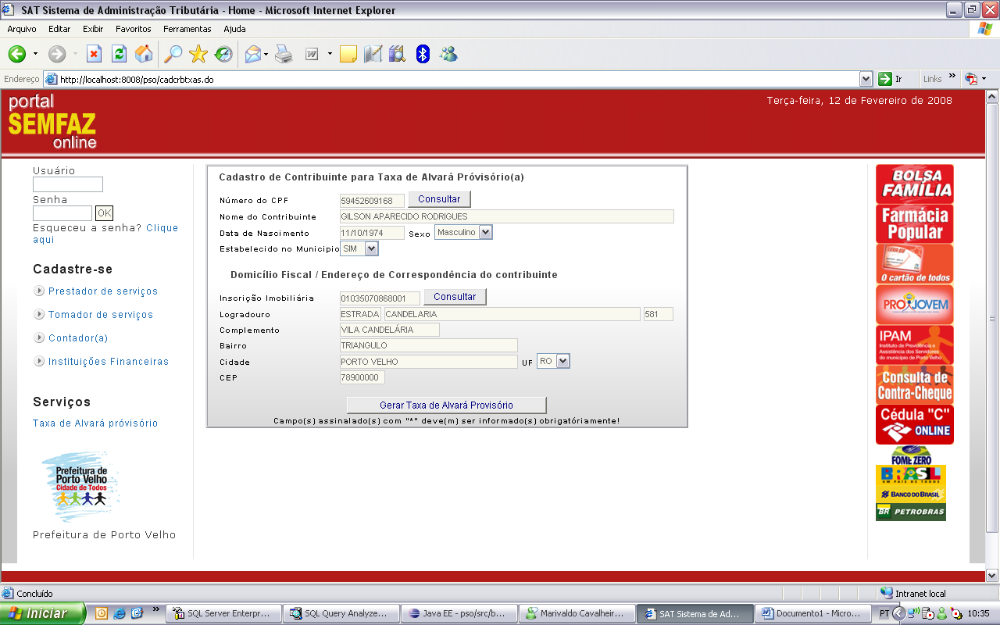 SAT Sistema de Administração Tributária - Home - Microsoft Internet Explorer
Arquivo Editar Exibir Favoritos Ferramentas Ajuda
Endereço http://localhost:8008/pso/cadcrbtxas.do Ir Links
portal
SEMFAZ
online
Terça-feira, 12 de Fevereiro de 2008
Usuário
Senha
OK
Esqueceu a senha? Clique
aqui
Cadastre-se
Prestador de serviços
Tomador de serviços
Contador(a)
Instituições Financeiras
Serviços
Taxa de Alvará próvisório
Prefeitura de
Porto Velho
Cidade de Todos
Prefeitura de Porto Velho
Cadastro de Contribuinte para Taxa de Alvará Próvisório(a)
Número do CPF 59452609168 Consultar
Nome do Contribuinte GILSON APARECIDO RODRIGUES
Data de Nascimento 11/10/1974 Sexo Masculino
Estabelecido no Municipio SIM
Domicílio Fiscal / Endereço de Correspondência do contribuinte
Inscrição Imobiliária 01035070868001 Consultar
Logradouro ESTRADA CANDELARIA 581
Complemento VILA CANDELÁRIA
Bairro TRIANGULO
Cidade PORTO VELHO UF RO
CEP 78900000
Gerar Taxa de Alvará Provisório
Campo(s) assinalado(s) com "*" deve(m) ser informado(s) obrigatóriamente!
BOLSA
FAMÍLIA
Farmácia
Popular
O cartão de todos
PROJOVEM
IPAM
Instituto de Previdência e
Assistência dos Servidores
do município de Porto Velho
Consulta de
Contra-Cheque
Cédula "C"
ONLINE
FOME ZERO
BRASIL
UM PAÍS DE TODOS
BANCO DO BRASIL
BR PETROBRAS
Concluído Intranet local
Iniciar SQL Server Enterpr... SQL Query Analyze... Java EE - pso/src/b... Marivaldo Cavalheir... SAT Sistema de Ad... Documento1 - Micro... PT 10:35